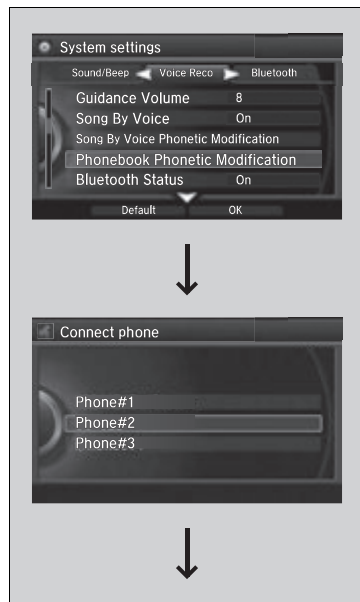 System settings
Sound/Beep Voice Reco Bluetooth
Guidance Volume 8
Song By Voice On
Song By Voice Phonetic Modification
Phonebook Phonetic Modification
Bluetooth Status On
Default OK
Connect phone
Phone#1
Phone#2
Phone#3